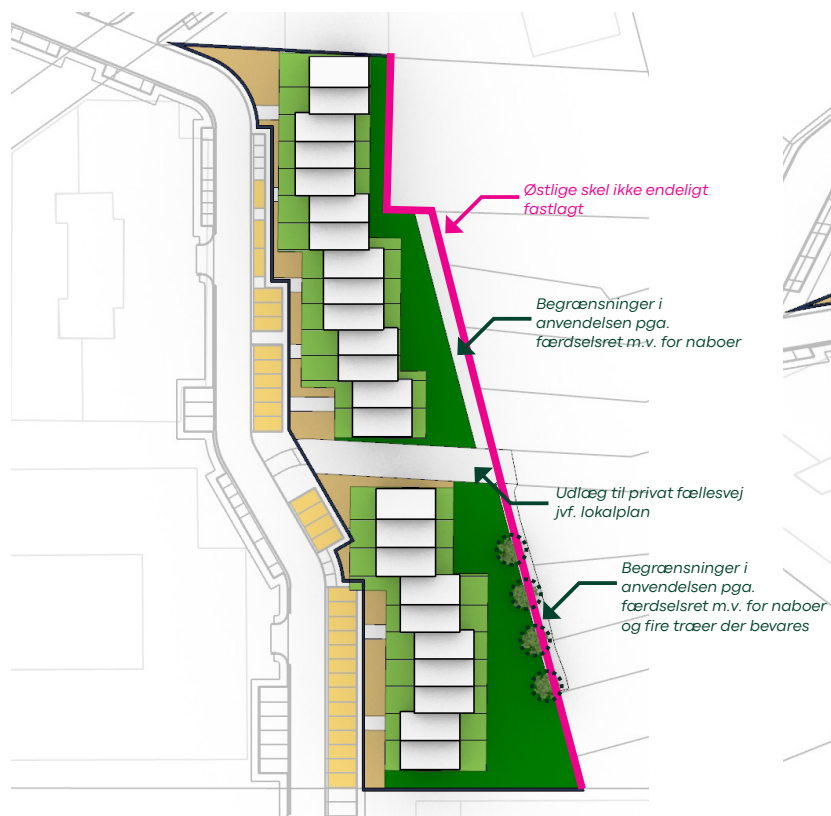 Østlige skel ikke endeligt
fastlagt
Begrænsninger i
anvendelsen pga.
færdselsret m.v. for naboer
Udlæg til privat fællesvej
jvf. lokalplan
Begrænsninger i
anvendelsen pga.
færdselsret m.v. for naboer
og fire træer der bevares